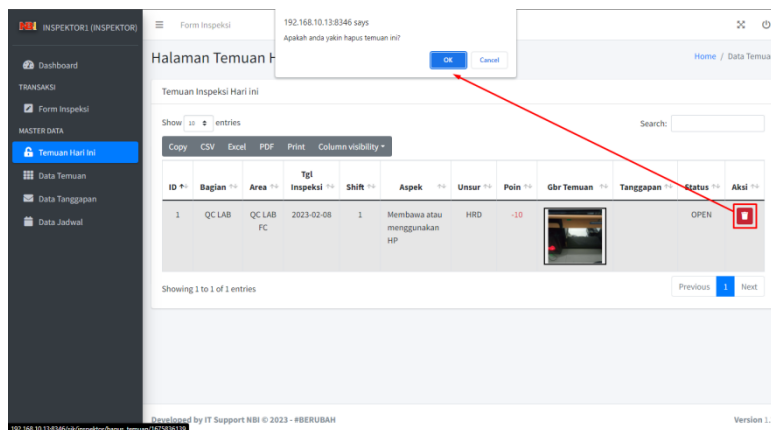 192.168.10.13:8346 says
Apakah anda yakin hapus temuan ini?
OK Cancel
INSPEKTOR1 (INSPEKTOR)
Form Inspeksi
Dashboard
TRANSAKSI
Form Inspeksi
MASTER DATA
Temuan Hari Ini
Data Temuan
Data Tanggapan
Data Jadwal
Halaman Temuan H
Home / Data Temua
Temuan Inspeksi Hari ini
Show 10 entries
Search:
Copy CSV Excel PDF Print Column visibility
ID Bagian Area Tgl Inspeksi Shift Aspek Unsur Poin Gbr Temuan Tanggapan Status Aksi
1 QC LAB QC LAB FC 2023-02-08 1 Membawa atau menggunakan HP HRD -10 OPEN
Showing 1 to 1 of 1 entries
Previous 1 Next
Developed by IT Support NBI © 2023 - #BERUBAH
Version 1.